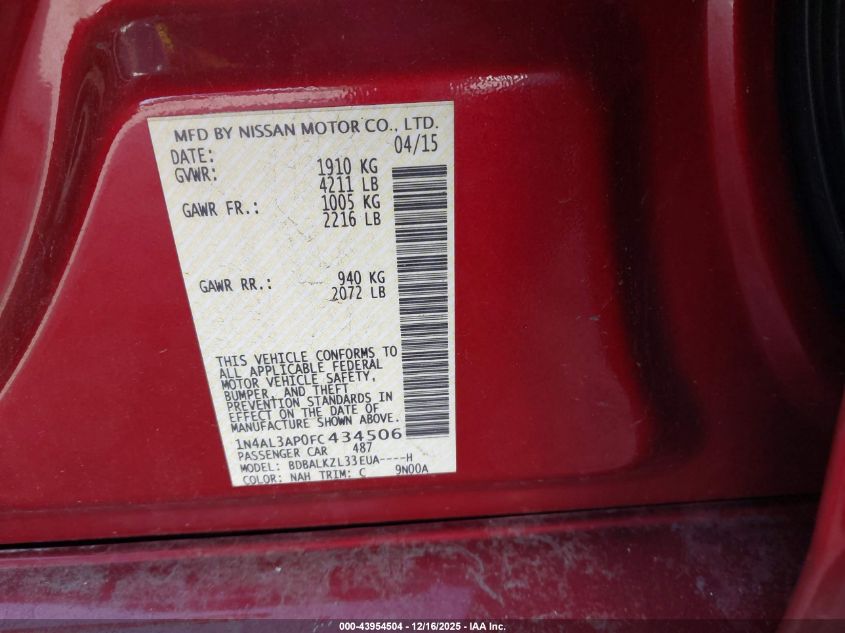 MFD BY NISSAN MOTOR CO., LTD.
DATE: 04/15
GVWR: 1910 KG
4211 LB
GAWR FR.: 1005 KG
2216 LB
GAWR RR.: 940 KG
2072 LB
THIS VEHICLE CONFORMS TO
ALL APPLICABLE FEDERAL
MOTOR VEHICLE SAFETY,
BUMPER, AND THEFT
PREVENTION STANDARDS IN
EFFECT ON THE DATE OF
MANUFACTURE SHOWN ABOVE.
1N4AL3AP0FC434506
PASSENGER CAR 487
MODEL: BDBALKZL33EUA----H
COLOR: NAH TRIM: C 9N00A
000-43954504 - 12/16/2025 - IAA Inc.